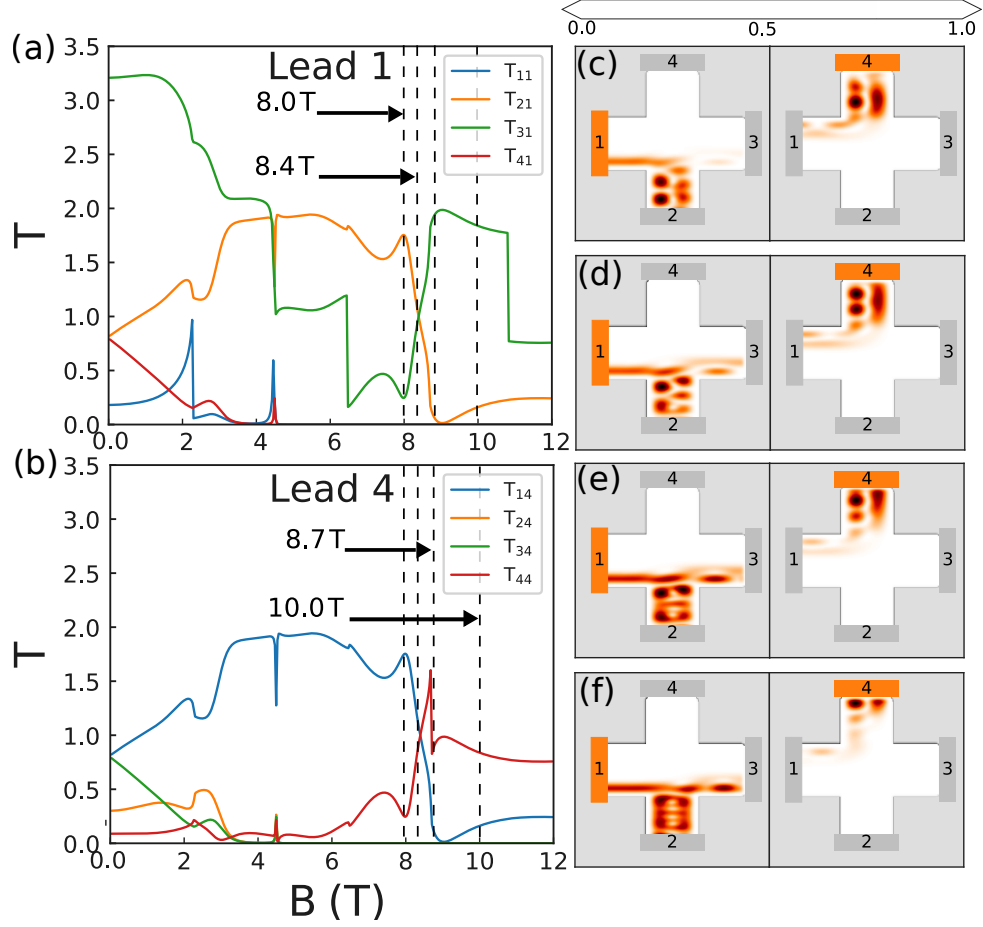 0.0 0.5 1.0
(a)
Lead 1
8.0T
8.4T
T₁₁
T₂₁
T₃₁
T₄₁
T
3.5
3.0
2.5
2.0
1.5
1.0
0.5
0.0
0.0 2 4 6 8 10 12
(b)
Lead 4
8.7T
10.0T
T₁₄
T₂₄
T₃₄
T₄₄
T
3.5
3.0
2.5
2.0
1.5
1.0
0.5
0.0
0.0 2 4 6 8 10 12
B (T)
(c)
4 4
1 3 1 3
2 2
(d)
4 4
1 3 1 3
2 2
(e)
4 4
1 3 1 3
2 2
(f)
4 4
1 3 1 3
2 2